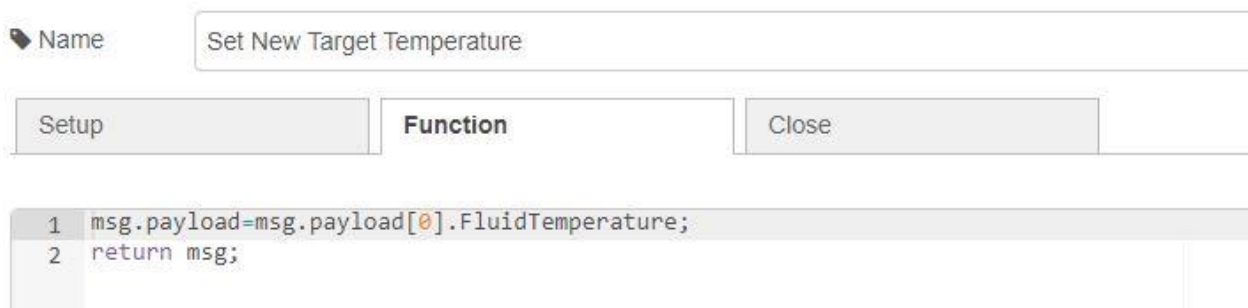 Name
Set New Target Temperature
Setup
Function
Close
1 msg.payload=msg.payload[0].FluidTemperature;
2 return msg;